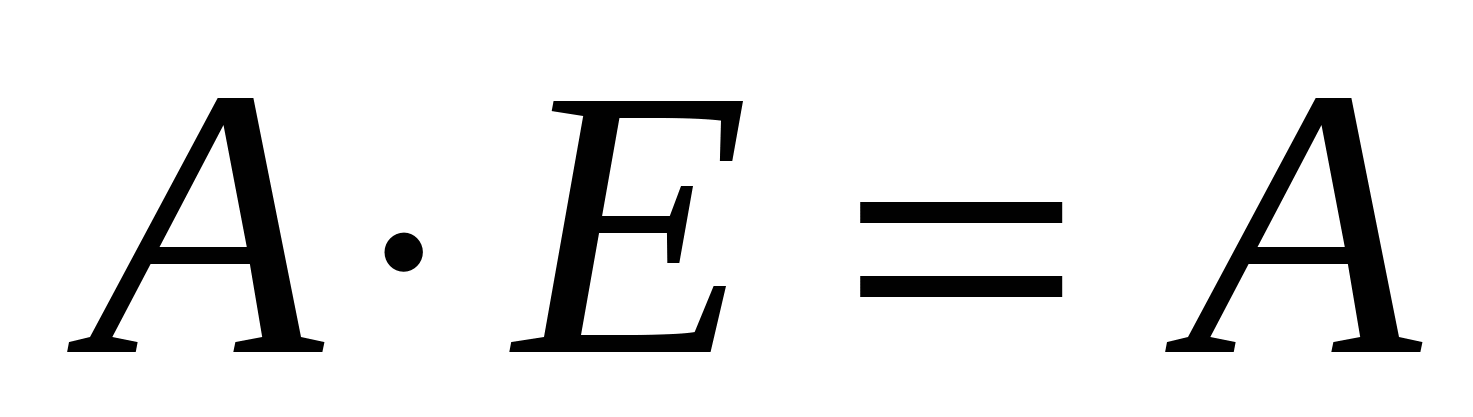 A · E = A